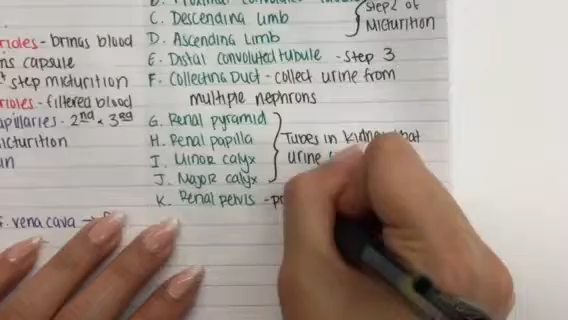 Step 2 of
C. Descending Limb
Micturition
rioles - brings blood
D. Ascending Limb
ns capsule
E. Distal convoluted tubule - Step 3
step micturition
F. Collecting Duct - collect urine from
multiple nephrons
rioles - filtered blood
apillaries - 2nd & 3rd
G. Renal pyramid
icturition
H. Renal papilla
Tubes in kidney that
I. Minor calyx
urine
J. Major calyx
K. Renal pelvis - p
vena cava →